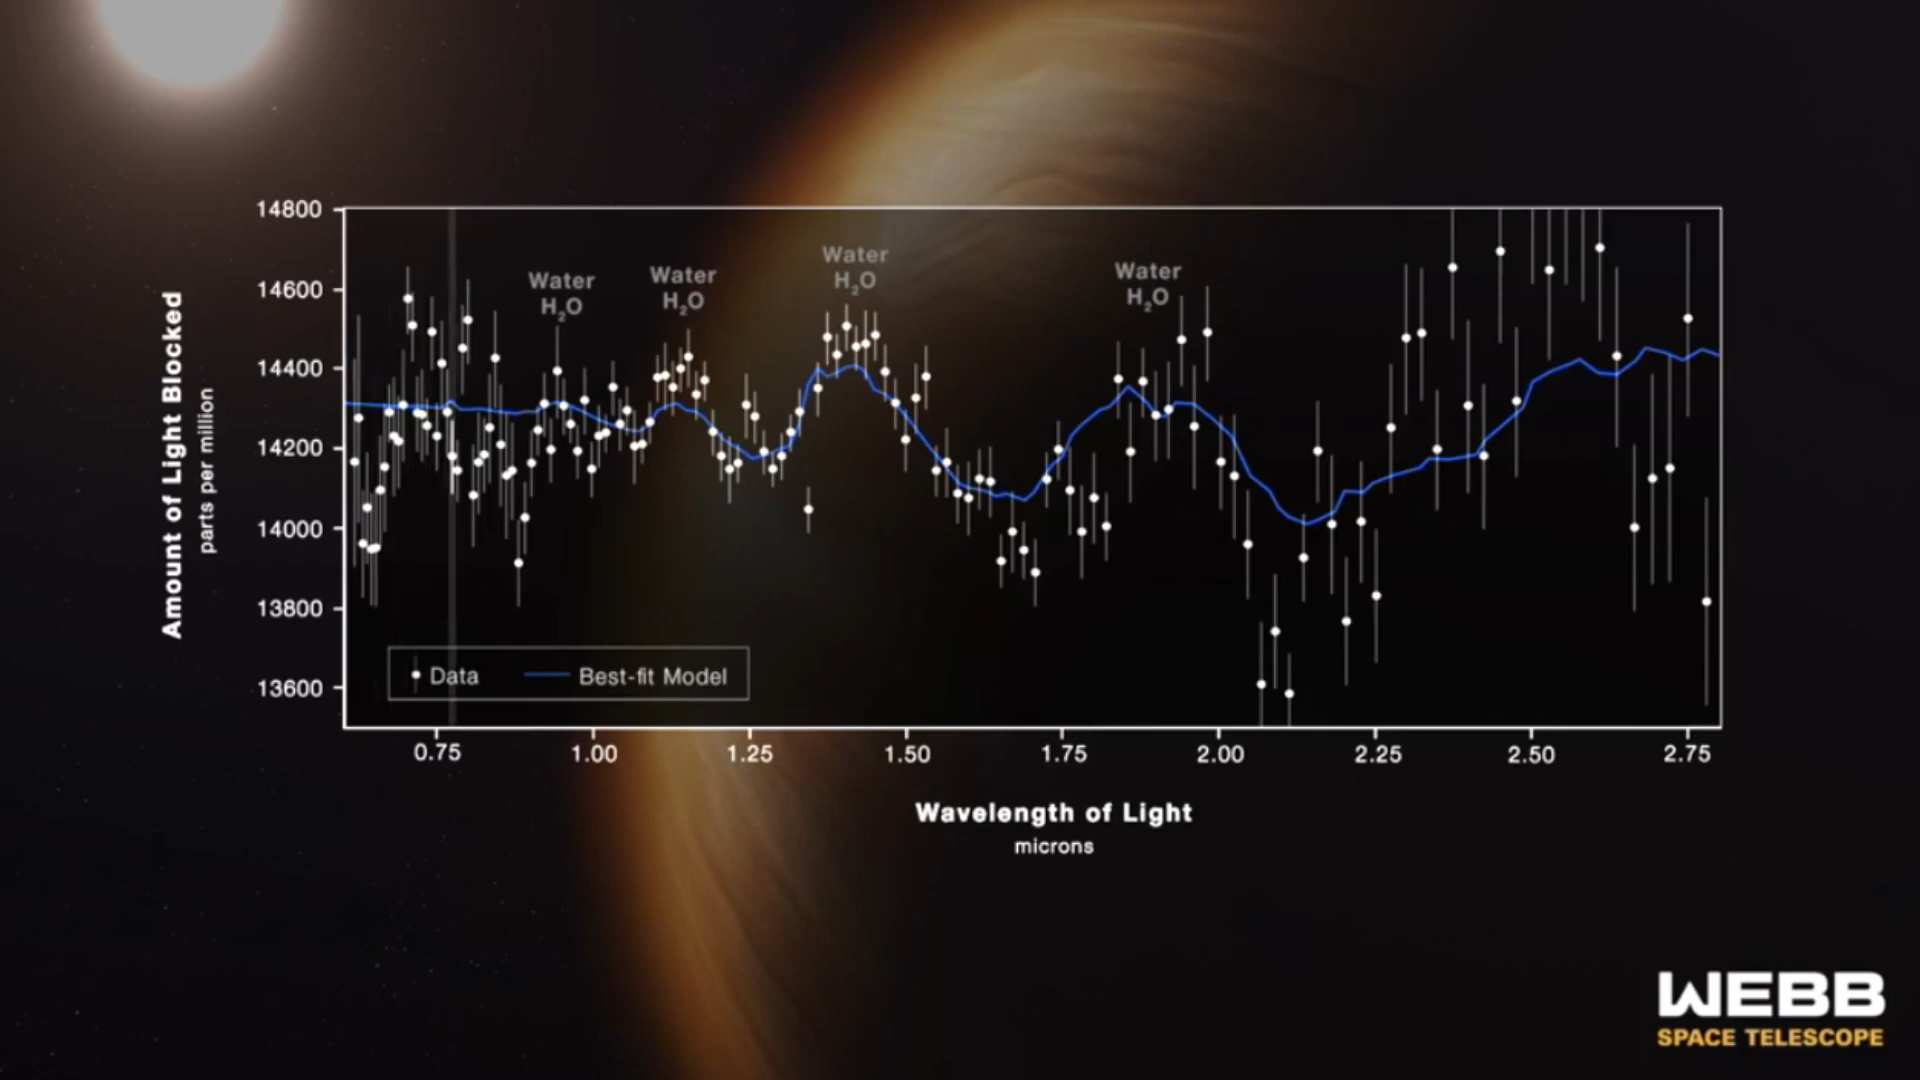 14800
14600
14400
14200
14000
13800
13600
Amount of Light Blocked
parts per million
Water
H₂O
Water
H₂O
Water
H₂O
Water
H₂O
Data
Best-fit Model
0.75 1.00 1.25 1.50 1.75 2.00 2.25 2.50 2.75
Wavelength of Light
microns
WEBB
SPACE TELESCOPE